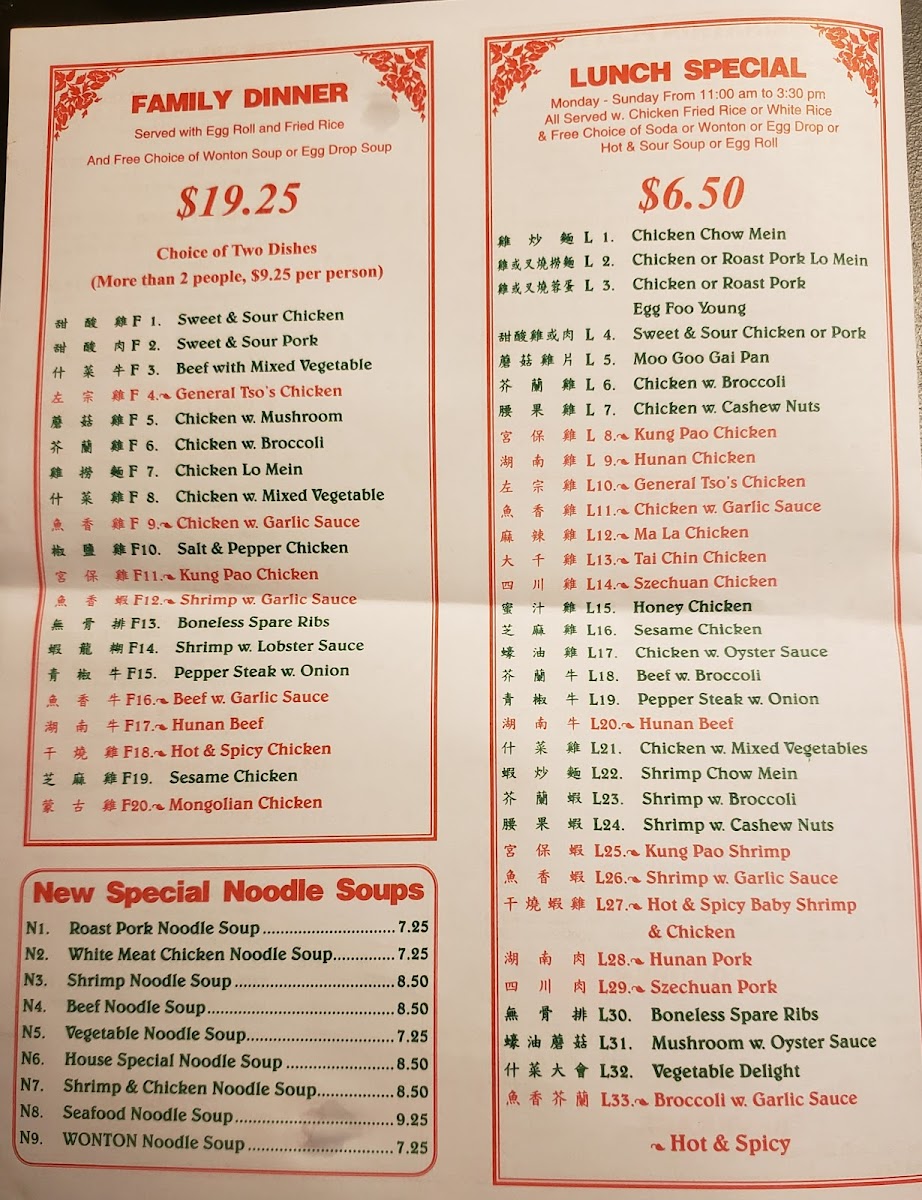 FAMILY DINNER
Served with Egg Roll and Fried Rice
And Free Choice of Wonton Soup or Egg Drop Soup
$19.25
Choice of Two Dishes
(More than 2 people, $9.25 per person)
甜酸雞 F 1. Sweet & Sour Chicken
甜酸肉 F 2. Sweet & Sour Pork
什菜牛 F 3. Beef with Mixed Vegetable
左宗雞 F 4. General Tso's Chicken
蘑菇雞 F 5. Chicken w. Mushroom
芥蘭雞 F 6. Chicken w. Broccoli
雞撈麵 F 7. Chicken Lo Mein
什菜雞 F 8. Chicken w. Mixed Vegetable
魚香雞 F 9. Chicken w. Garlic Sauce
椒鹽雞 F10. Salt & Pepper Chicken
宮保雞 F11. Kung Pao Chicken
魚香蝦 F12. Shrimp w. Garlic Sauce
無骨排 F13. Boneless Spare Ribs
蝦龍糊 F14. Shrimp w. Lobster Sauce
青椒牛 F15. Pepper Steak w. Onion
魚香牛 F16. Beef w. Garlic Sauce
湖南牛 F17. Hunan Beef
干燒雞 F18. Hot & Spicy Chicken
芝麻雞 F19. Sesame Chicken
蒙古雞 F20. Mongolian Chicken
New Special Noodle Soups
N1. Roast Pork Noodle Soup..............................7.25
N2. White Meat Chicken Noodle Soup..............7.25
N3. Shrimp Noodle Soup....................................8.50
N4. Beef Noodle Soup..........................................8.50
N5. Vegetable Noodle Soup.................................7.25
N6. House Special Noodle Soup.........................8.50
N7. Shrimp & Chicken Noodle Soup..................8.50
N8. Seafood Noodle Soup....................................9.25
N9. WONTON Noodle Soup.................................7.25
LUNCH SPECIAL
Monday - Sunday From 11:00 am to 3:30 pm
All Served w. Chicken Fried Rice or White Rice
& Free Choice of Soda or Wonton or Egg Drop or
Hot & Sour Soup or Egg Roll
$6.50
雞炒麵 L 1. Chicken Chow Mein
雞或叉燒撈麵 L 2. Chicken or Roast Pork Lo Mein
雞或叉燒蓉蛋 L 3. Chicken or Roast Pork
Egg Foo Young
甜酸雞或肉 L 4. Sweet & Sour Chicken or Pork
蘑菇雞片 L 5. Moo Goo Gai Pan
芥蘭雞 L 6. Chicken w. Broccoli
腰果雞 L 7. Chicken w. Cashew Nuts
宮保雞 L 8. Kung Pao Chicken
湖南雞 L 9. Hunan Chicken
左宗雞 L10. General Tso's Chicken
魚香雞 L11. Chicken w. Garlic Sauce
麻辣雞 L12. Ma La Chicken
大千雞 L13. Tai Chin Chicken
四川雞 L14. Szechuan Chicken
蜜汁雞 L15. Honey Chicken
芝麻雞 L16. Sesame Chicken
蠔油雞 L17. Chicken w. Oyster Sauce
芥蘭牛 L18. Beef w. Broccoli
青椒牛 L19. Pepper Steak w. Onion
湖南牛 L20. Hunan Beef
什菜雞 L21. Chicken w. Mixed Vegetables
蝦炒麵 L22. Shrimp Chow Mein
芥蘭蝦 L23. Shrimp w. Broccoli
腰果蝦 L24. Shrimp w. Cashew Nuts
宮保蝦 L25. Kung Pao Shrimp
魚香蝦 L26. Shrimp w. Garlic Sauce
干燒蝦雞 L27. Hot & Spicy Baby Shrimp
& Chicken
湖南肉 L28. Hunan Pork
四川肉 L29. Szechuan Pork
無骨排 L30. Boneless Spare Ribs
蠔油蘑菇 L31. Mushroom w. Oyster Sauce
什菜大會 L32. Vegetable Delight
魚香芥蘭 L33. Broccoli w. Garlic Sauce
Hot & Spicy